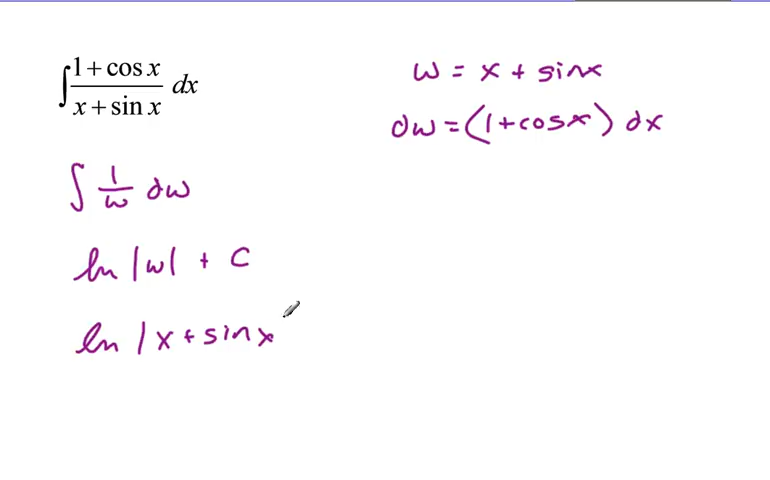 ∫ (1 + cos x)/(x + sin x) dx
w = x + sinx
dw = (1 + cosx) dx
∫ 1/w dw
ln |w| + C
ln |x + sinx